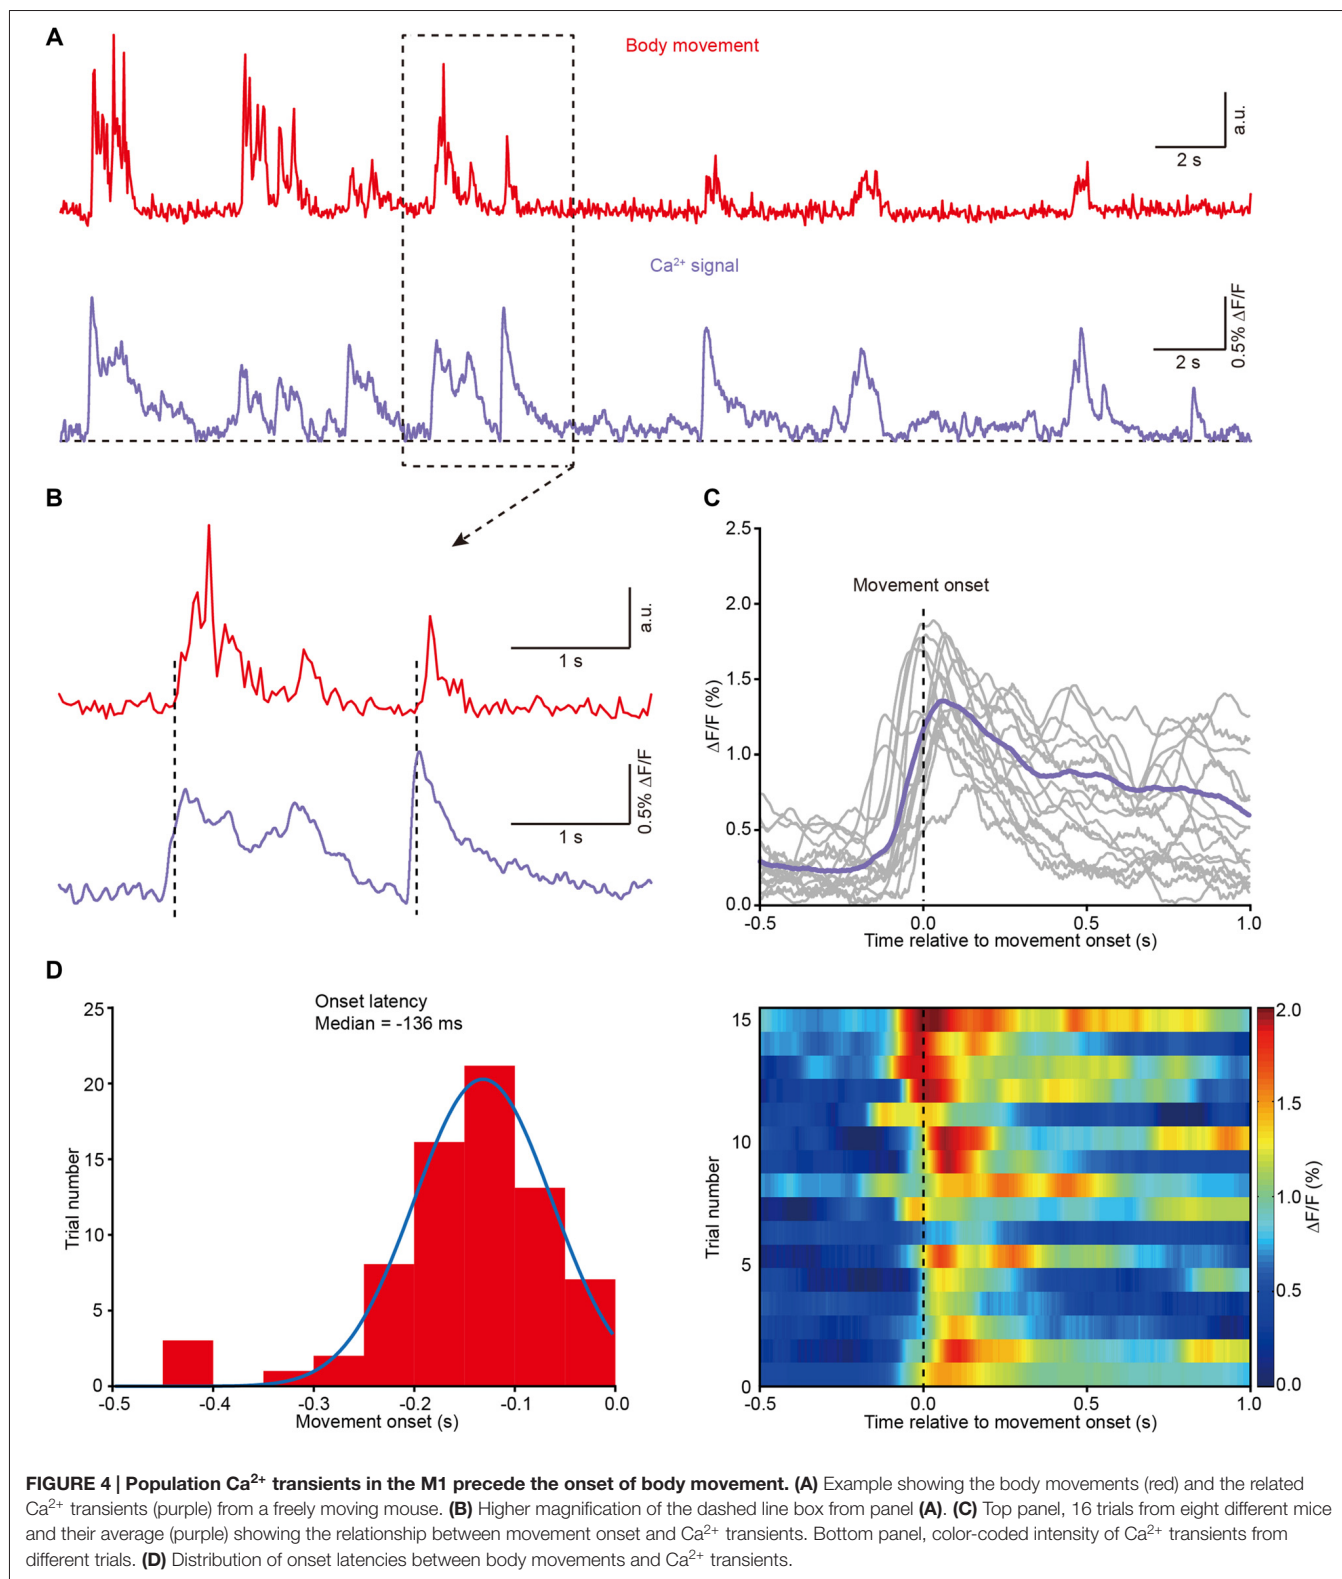 A
Body movement
a.u.
2 s
Ca²⁺ signal
0.5% ΔF/F
2 s
B
a.u.
1 s
0.5% ΔF/F
1 s
C
2.5
2.0
1.5
1.0
0.5
0.0
ΔF/F (%)
Movement onset
-0.5
0.0
0.5
1.0
Time relative to movement onset (s)
D
Onset latency
Median = -136 ms
25
20
15
10
5
0
Trial number
-0.5
-0.4
-0.3
-0.2
-0.1
0.0
Movement onset (s)
15
10
5
0
Trial number
-0.5
0.0
0.5
1.0
Time relative to movement onset (s)
2.0
1.5
1.0
0.5
0.0
ΔF/F (%)
FIGURE 4 | Population Ca²⁺ transients in the M1 precede the onset of body movement. (A) Example showing the body movements (red) and the related
Ca²⁺ transients (purple) from a freely moving mouse. (B) Higher magnification of the dashed line box from panel (A). (C) Top panel, 16 trials from eight different mice
and their average (purple) showing the relationship between movement onset and Ca²⁺ transients. Bottom panel, color-coded intensity of Ca²⁺ transients from
different trials. (D) Distribution of onset latencies between body movements and Ca²⁺ transients.